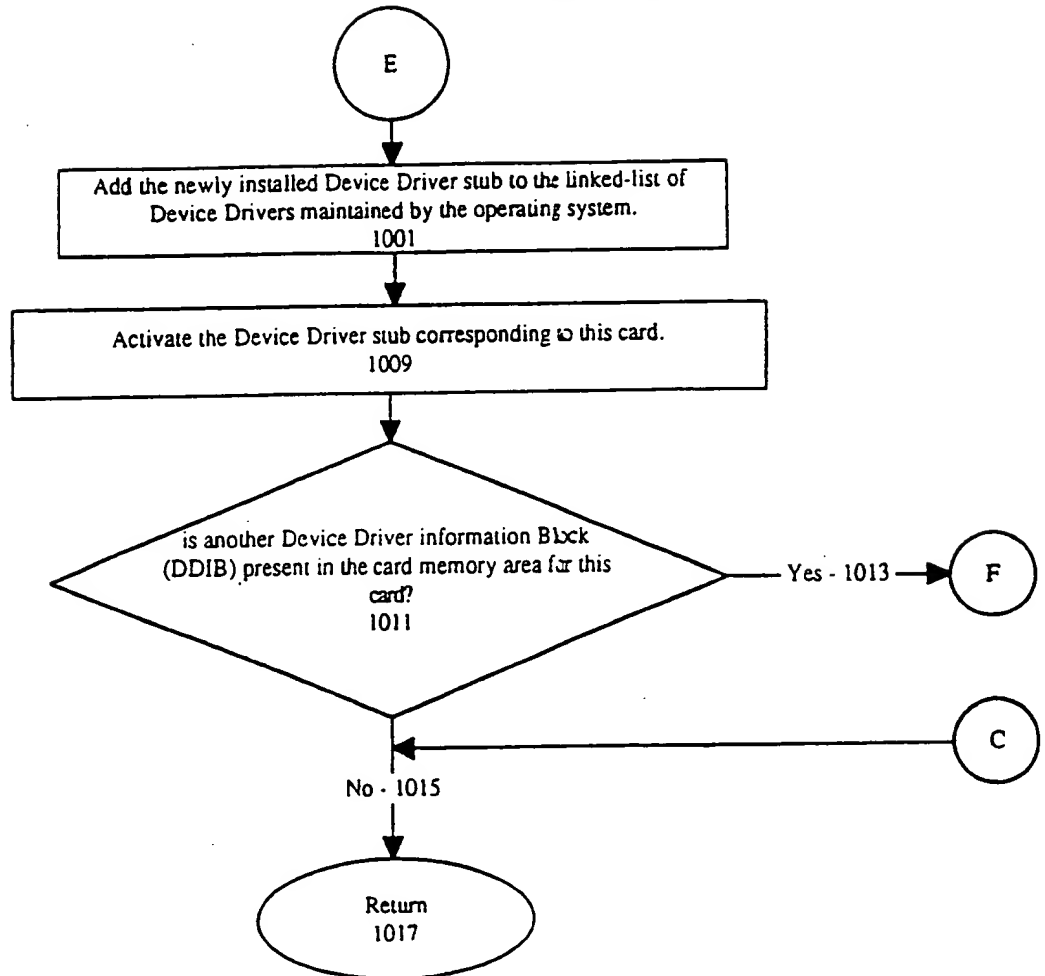 E
Add the newly installed Device Driver stub to the linked-list of
Device Drivers maintained by the operating system.
1001
Activate the Device Driver stub corresponding to this card.
1009
is another Device Driver information Block
(DDIB) present in the card memory area for this
card?
1011
Yes - 1013
F
C
No - 1015
Return
1017